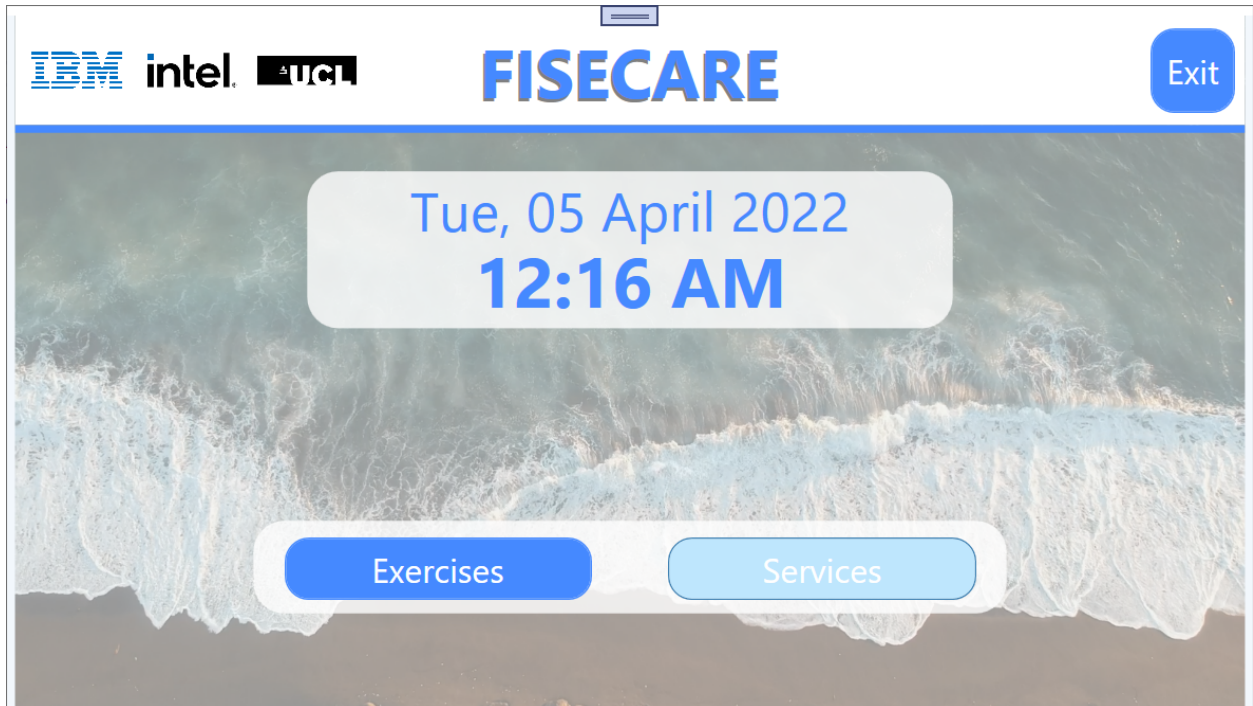 IBM intel. UCL
FISECARE
Exit
Tue, 05 April 2022
12:16 AM
Exercises
Services